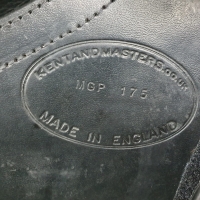 KENTANDMASTERS.CO.UK
MGP 175
MADE IN ENGLAND